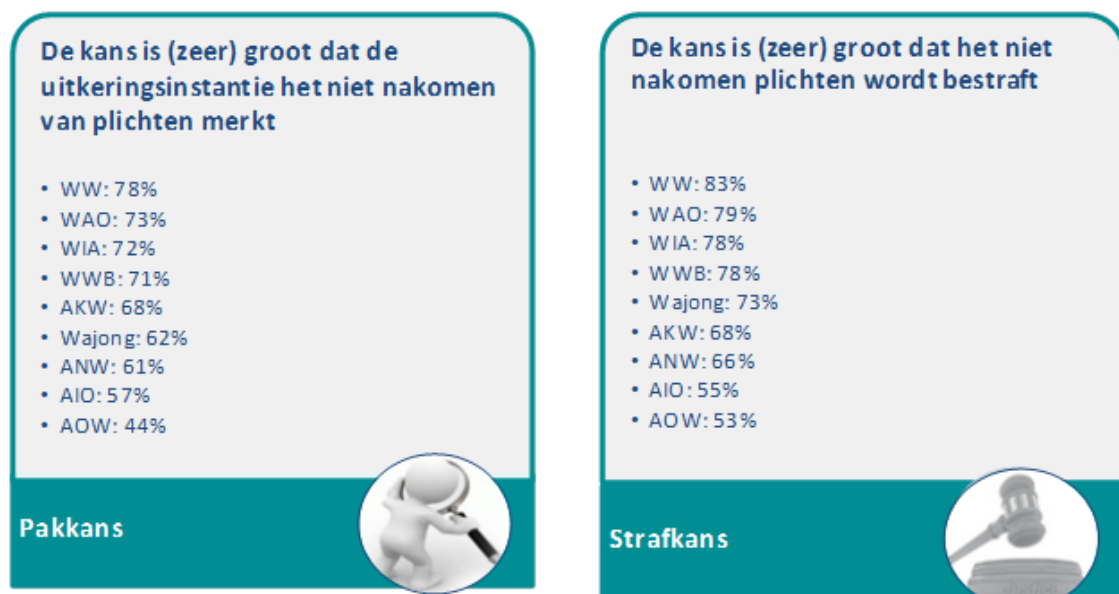 De kans is (zeer) groot dat de
uitkeringsinstantie het niet nakomen
van plichten merkt
• WW: 78%
• WAO: 73%
• WIA: 72%
• WWB: 71%
• AKW: 68%
• Wajong: 62%
• ANW: 61%
• AIO: 57%
• AOW: 44%
Pakkans
De kans is (zeer) groot dat het niet
nakomen plichten wordt bestraft
• WW: 83%
• WAO: 79%
• WIA: 78%
• WWB: 78%
• Wajong: 73%
• AKW: 68%
• ANW: 66%
• AIO: 55%
• AOW: 53%
Strafkans